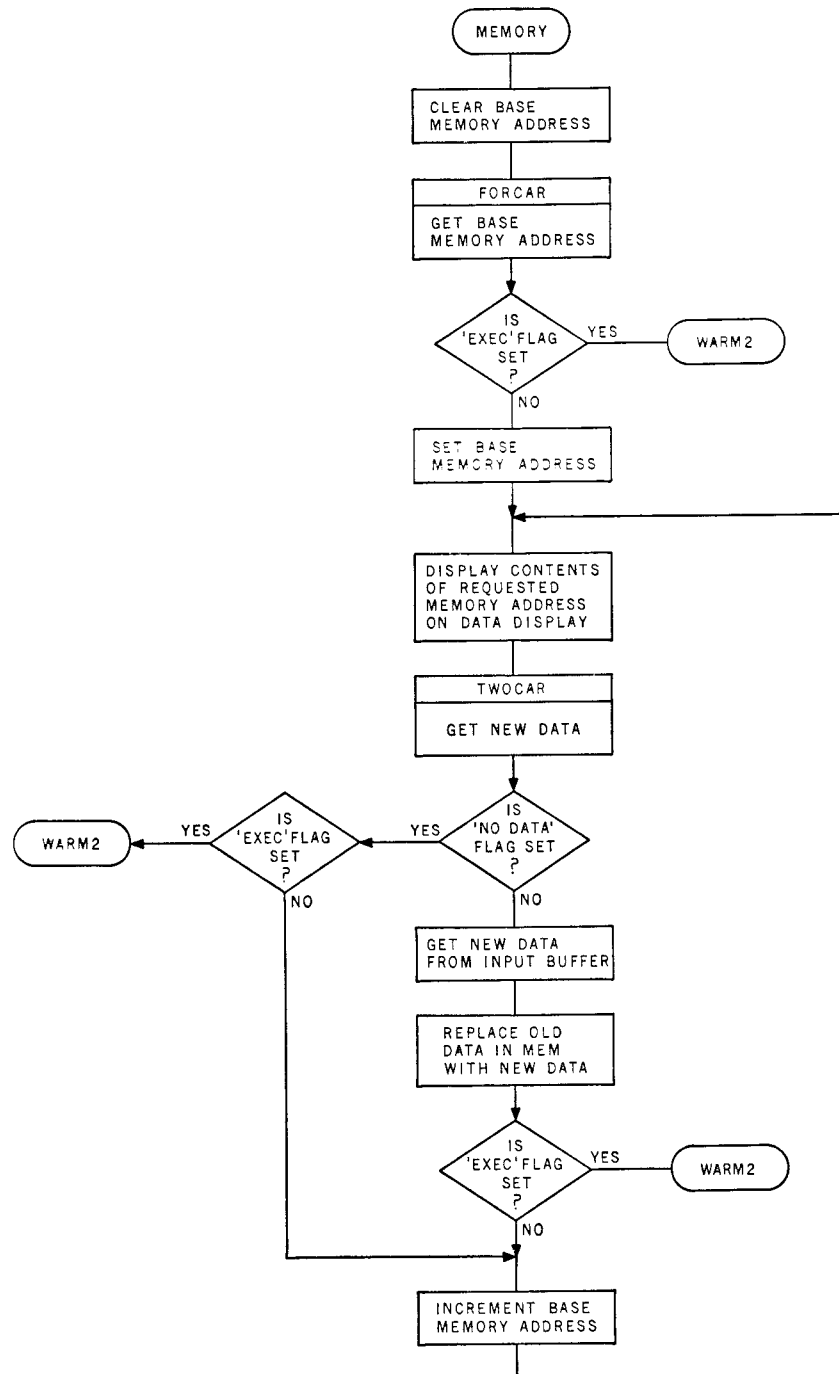 MEMORY
CLEAR BASE
MEMORY ADDRESS
FORCAR
GET BASE
MEMORY ADDRESS
IS
'EXEC' FLAG
SET
?
YES
WARM2
NO
SET BASE
MEMORY ADDRESS
DISPLAY CONTENTS
OF REQUESTED
MEMORY ADDRESS
ON DATA DISPLAY
TWOCAR
GET NEW DATA
IS
'NO DATA'
FLAG SET
?
YES
IS
'EXEC' FLAG
SET
?
YES
WARM2
NO
NO
GET NEW DATA
FROM INPUT BUFFER
REPLACE OLD
DATA IN MEM
WITH NEW DATA
IS
'EXEC' FLAG
SET
?
YES
WARM2
NO
INCREMENT BASE
MEMORY ADDRESS